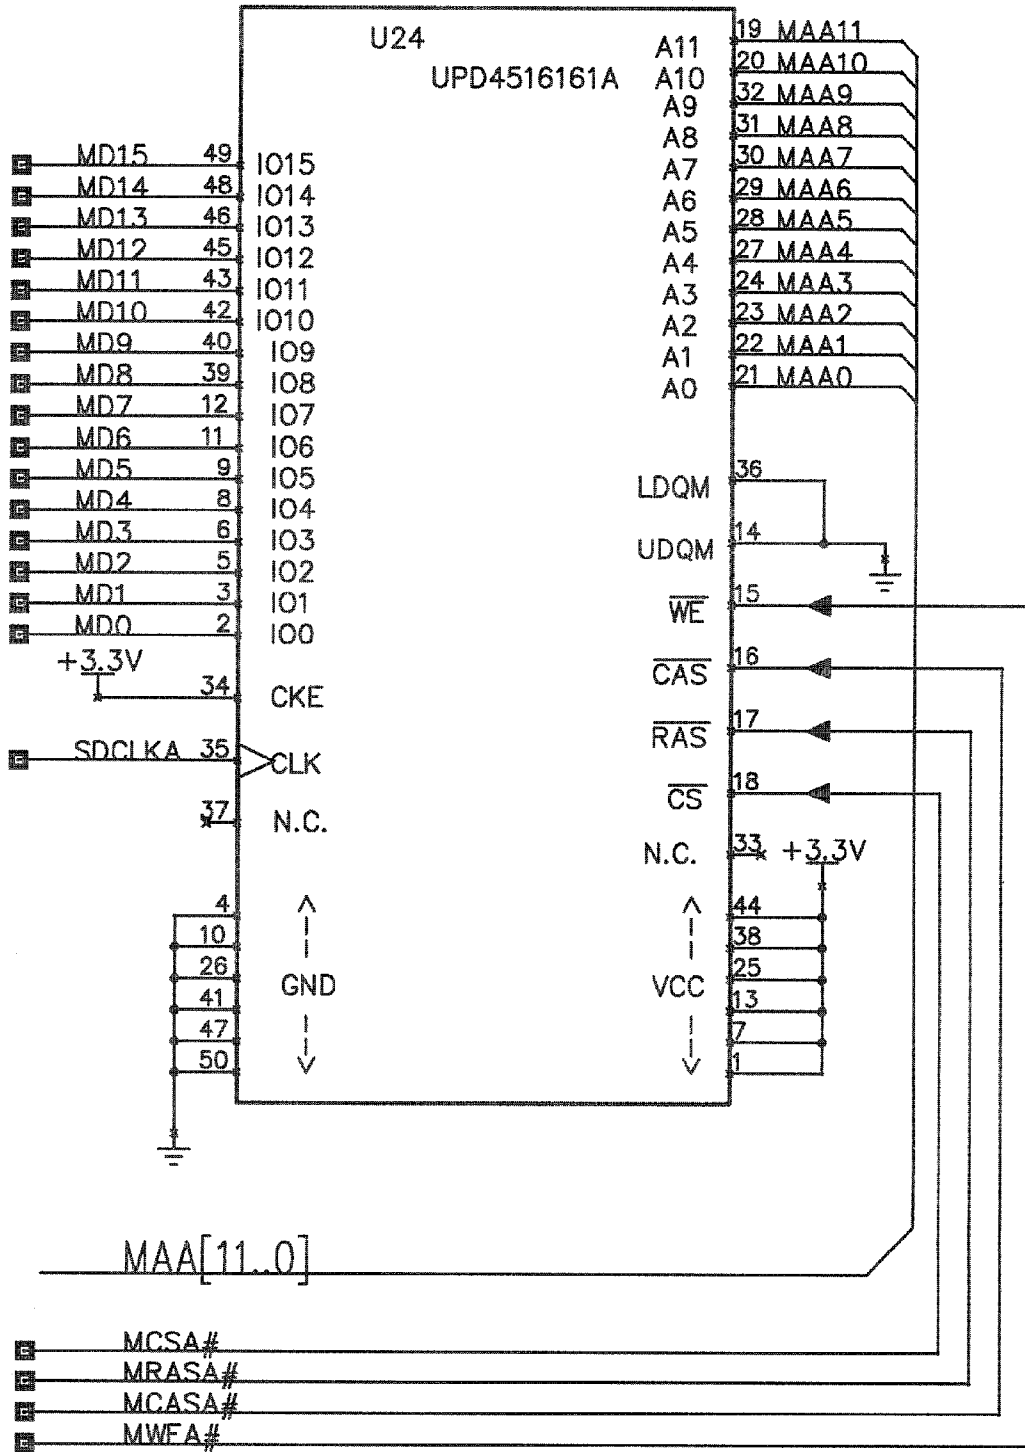 U24
UPD4516161A
MD15 49 IO15
MD14 48 IO14
MD13 46 IO13
MD12 45 IO12
MD11 43 IO11
MD10 42 IO10
MD9 40 IO9
MD8 39 IO8
MD7 12 IO7
MD6 11 IO6
MD5 9 IO5
MD4 8 IO4
MD3 6 IO3
MD2 5 IO2
MD1 3 IO1
MD0 2 IO0
+3.3V
34 CKE
SDCLKA 35 CLK
37 N.C.
4
10
26
41
47
50
GND
A11 19 MAA11
A10 20 MAA10
A9 32 MAA9
A8 31 MAA8
A7 30 MAA7
A6 29 MAA6
A5 28 MAA5
A4 27 MAA4
A3 24 MAA3
A2 23 MAA2
A1 22 MAA1
A0 21 MAA0
LDQM 36
UDQM 14
WE 15
CAS 16
RAS 17
CS 18
N.C. 33 +3.3V
44
38
VCC 25
13
7
1
MAA[11..0]
MCSA#
MRASA#
MCASA#
MWEA#